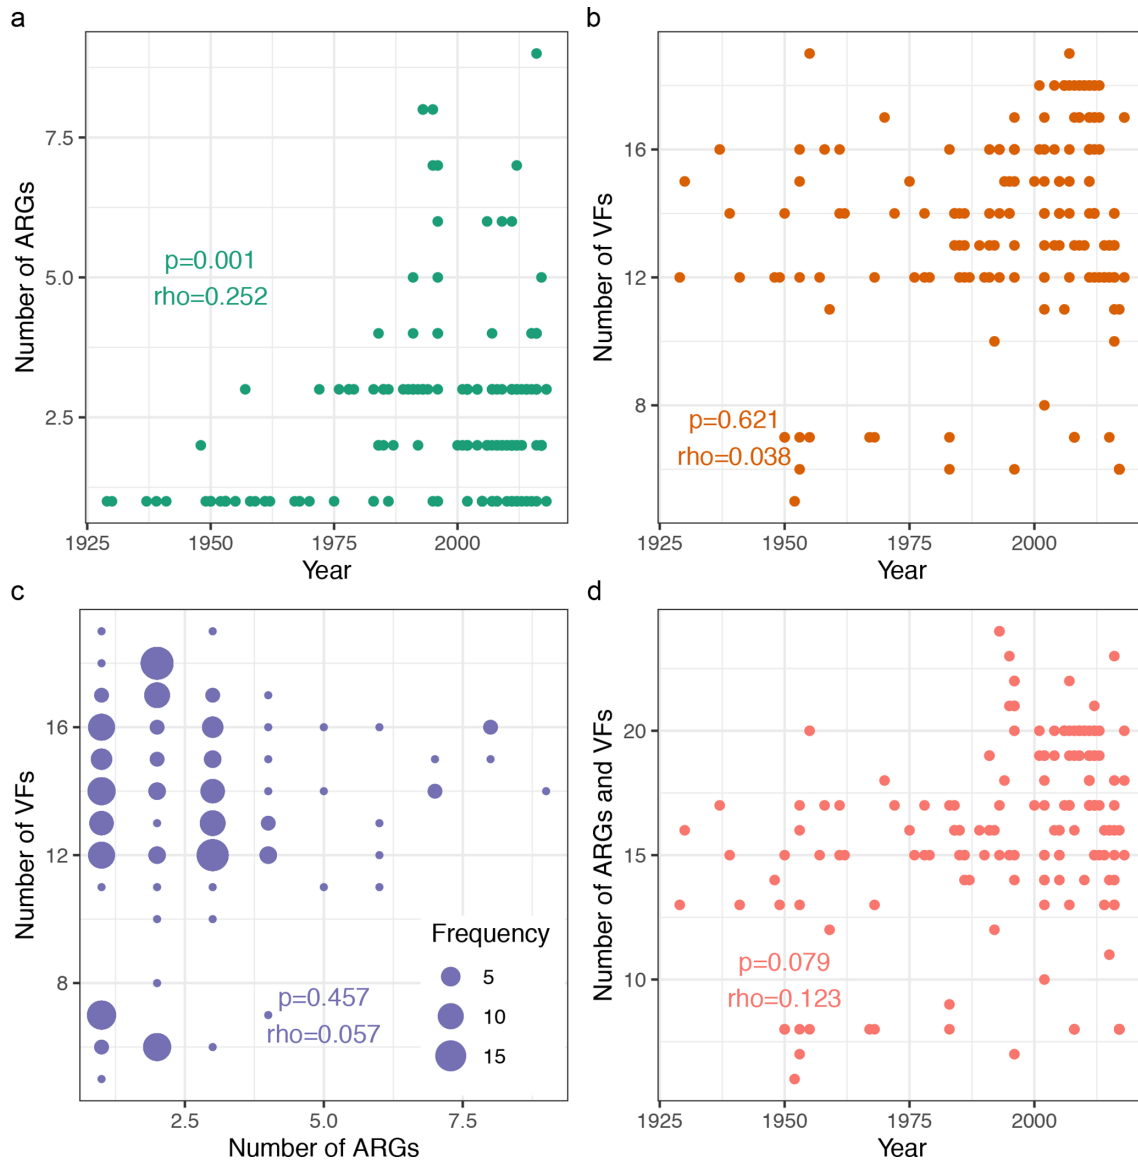 a
Number of ARGs
7.5
5.0
2.5
p=0.001
rho=0.252
1925
1950
1975
2000
Year
b
Number of VFs
16
12
8
p=0.621
rho=0.038
1925
1950
1975
2000
Year
c
Number of VFs
16
12
8
p=0.457
rho=0.057
Frequency
5
10
15
2.5
5.0
7.5
Number of ARGs
d
Number of ARGs and VFs
20
15
10
p=0.079
rho=0.123
1925
1950
1975
2000
Year